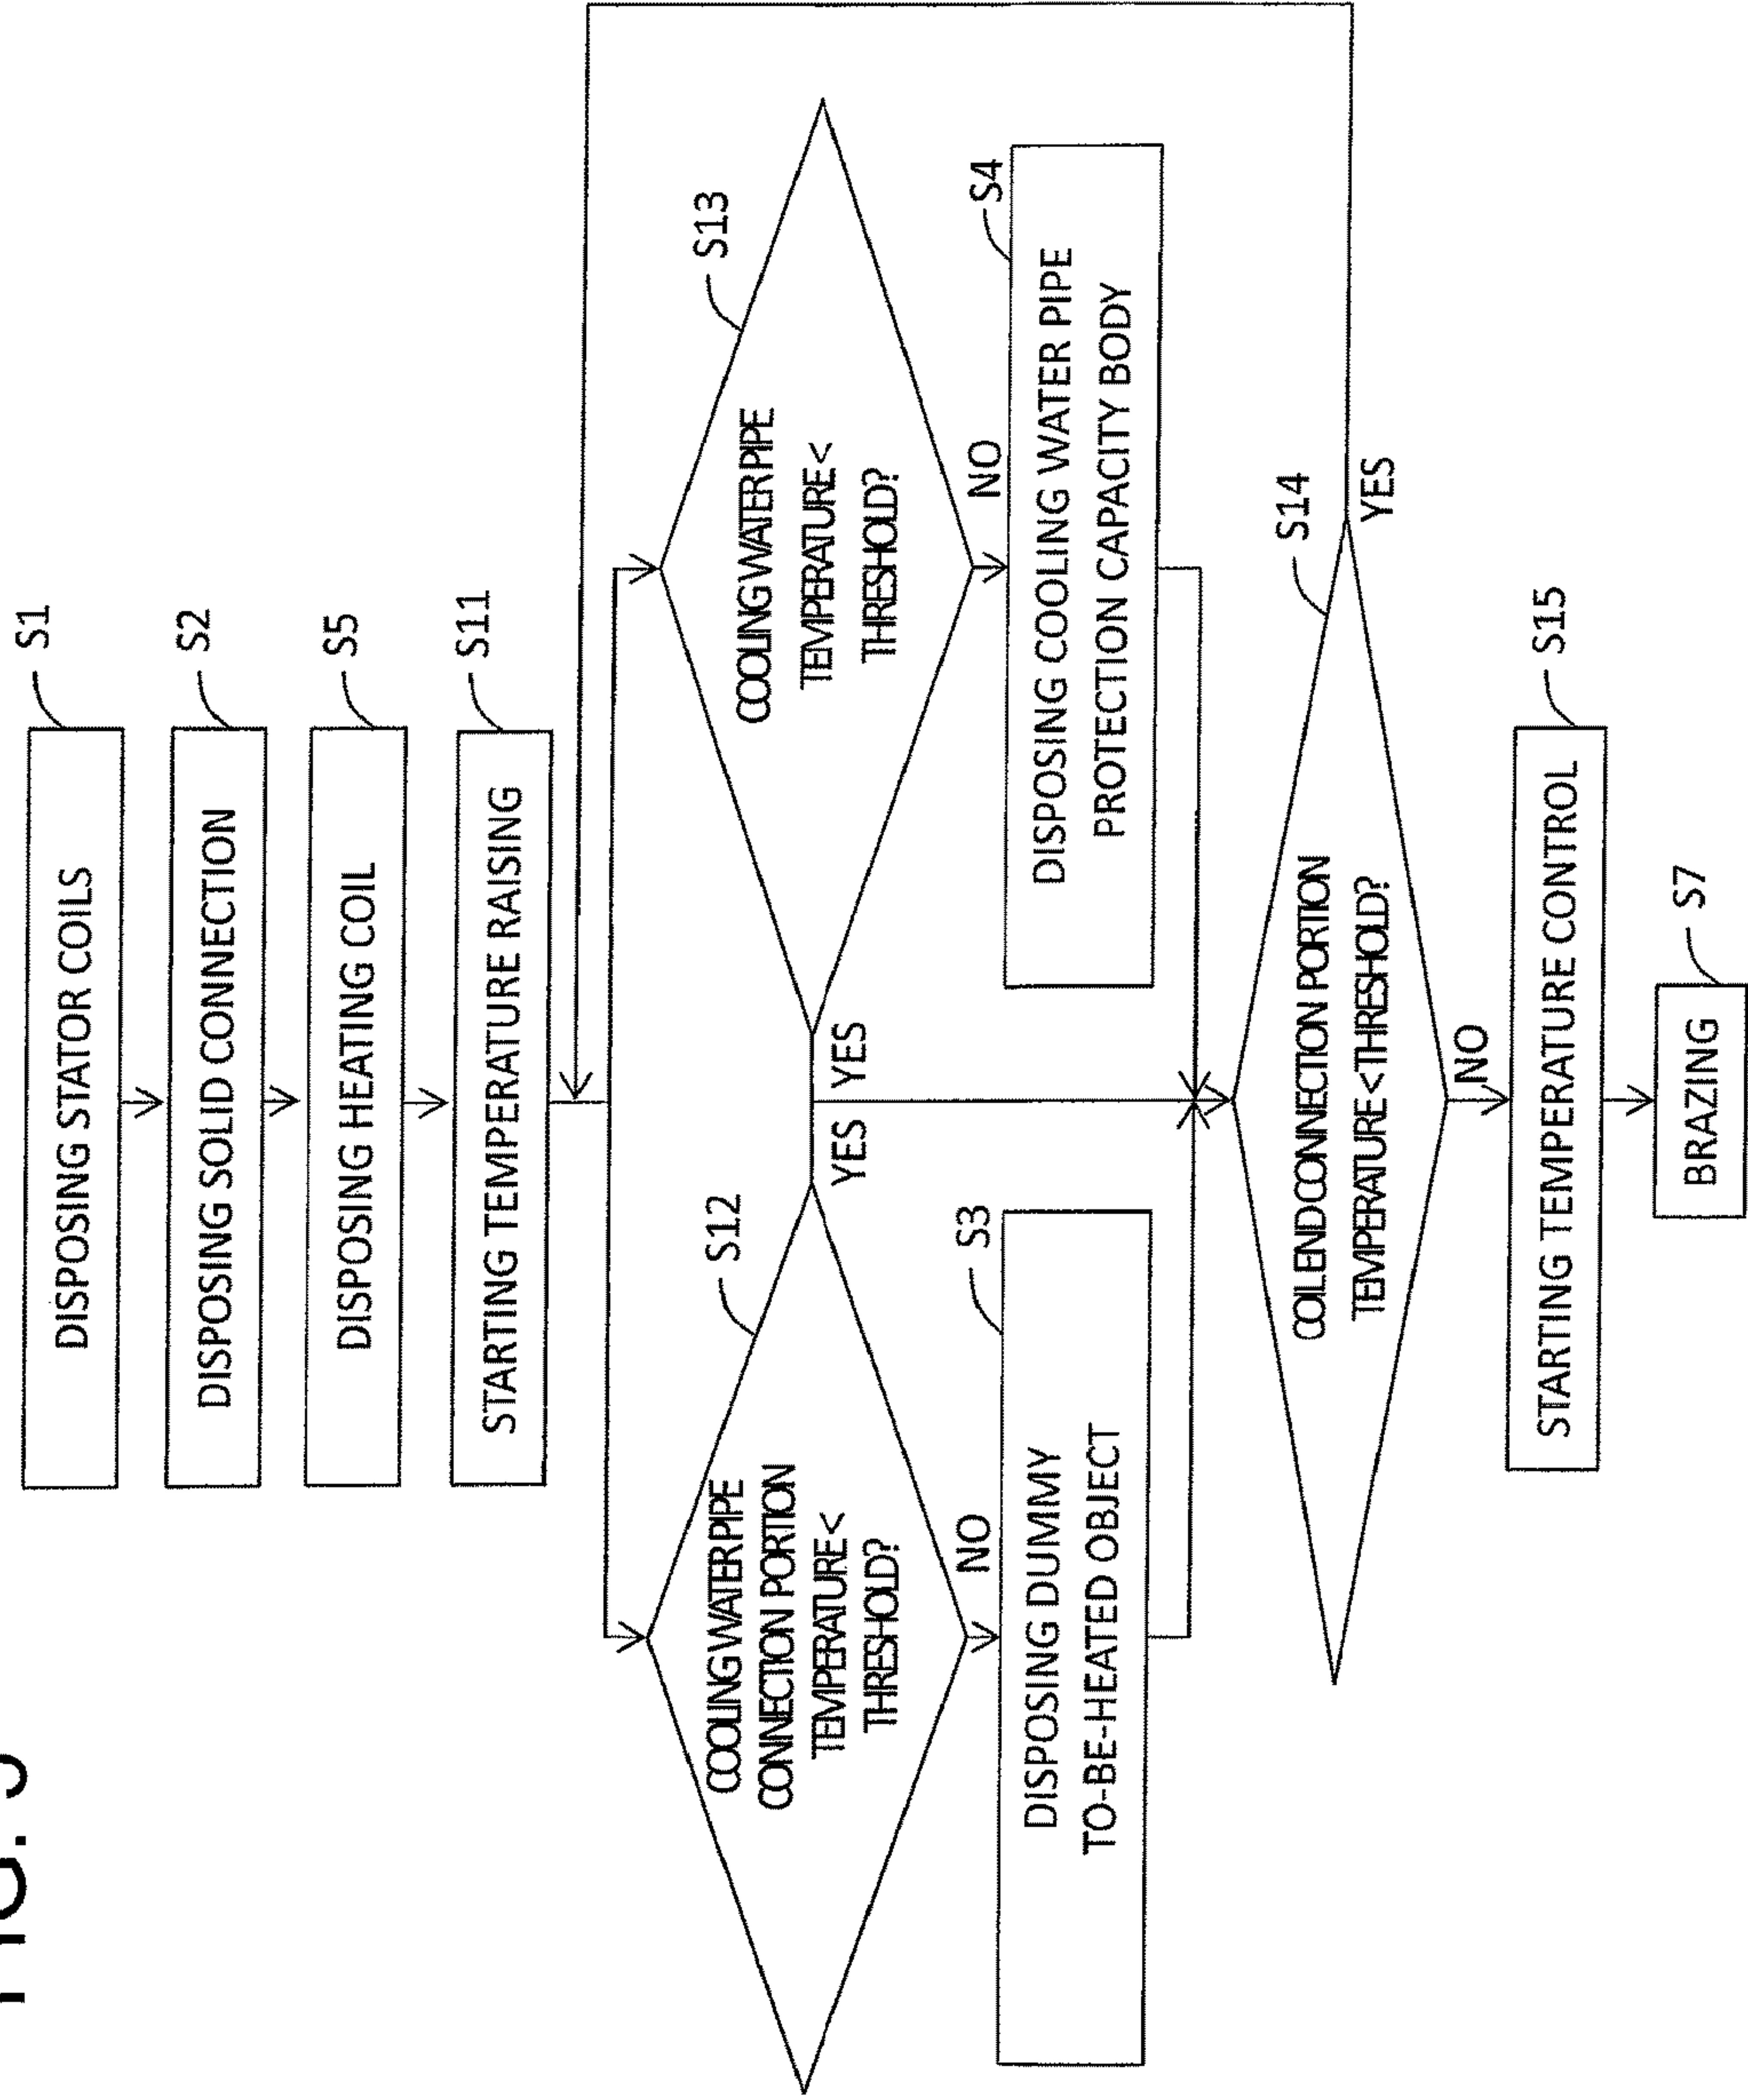 DISPOSING STATOR COILS
S1
DISPOSING SOLID CONNECTION
S2
DISPOSING HEATING COIL
S5
STARTING TEMPERATURE RAISING
S11
COOLING WATER PIPE
CONNECTION PORTION
TEMPERATURE <
THRESHOLD?
S12
YES
NO
COOLING WATER PIPE
TEMPERATURE <
THRESHOLD?
S13
YES
NO
DISPOSING DUMMY
TO-BE-HEATED OBJECT
S3
DISPOSING COOLING WATER PIPE
PROTECTION CAPACITY BODY
S4
COIL END CONNECTION PORTION
TEMPERATURE < THRESHOLD?
S14
YES
NO
STARTING TEMPERATURE CONTROL
S15
BRAZING
S7